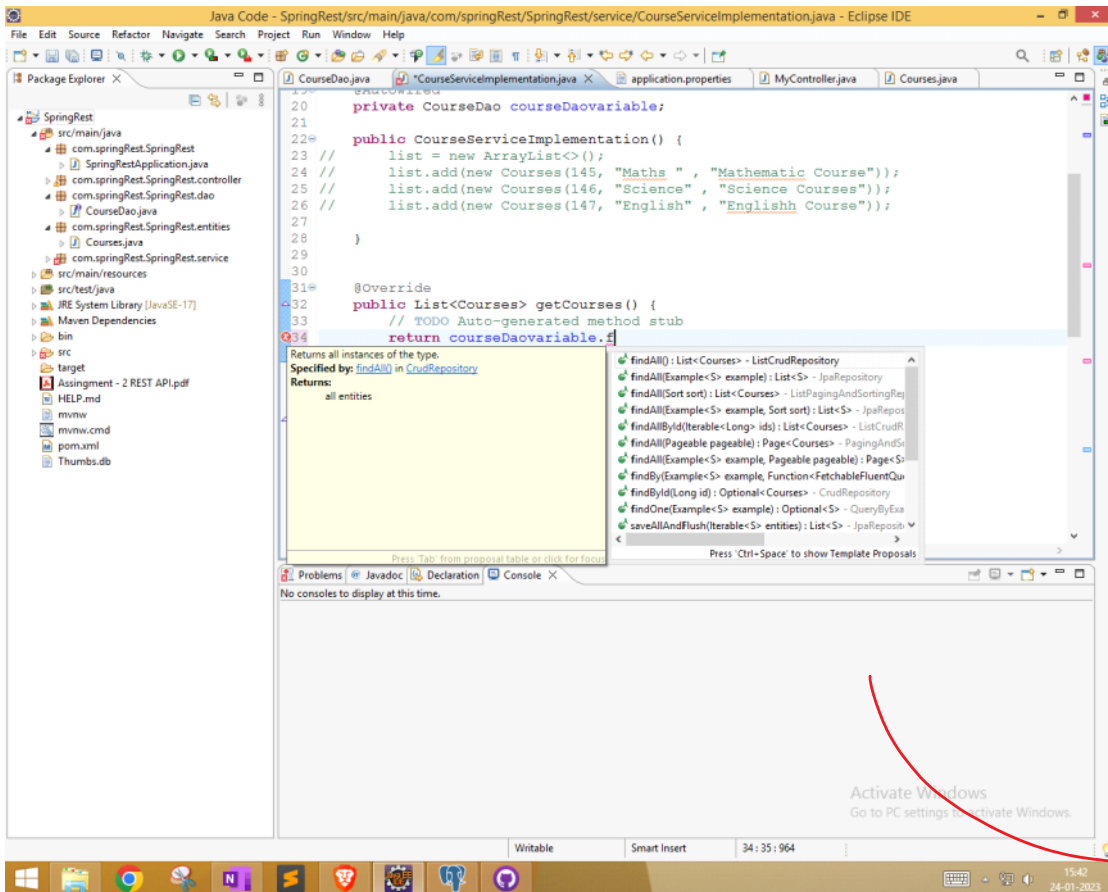 Java Code - SpringRest/src/main/java/com/springRest/SpringRest/service/CourseServiceImplementation.java - Eclipse IDE
File Edit Source Refactor Navigate Search Project Run Window Help
Package Explorer
CourseDao.java *CourseServiceImplementation.java application.properties MyController.java Courses.java
SpringRest
src/main/java
com.springRest.SpringRest
SpringRestApplication.java
com.springRest.SpringRest.controller
com.springRest.SpringRest.dao
CourseDao.java
com.springRest.SpringRest.entities
Courses.java
com.springRest.SpringRest.service
src/main/resources
src/test/java
JRE System Library [JavaSE-17]
Maven Dependencies
bin
src
target
Assingment - 2 REST API.pdf
HELP.md
mvnw
mvnw.cmd
pom.xml
Thumbs.db
19 @Autowired
20 private CourseDao courseDaovariable;
21
22 public CourseServiceImplementation() {
23 // list = new ArrayList<>();
24 // list.add(new Courses(145, "Maths " , "Mathematic Course"));
25 // list.add(new Courses(146, "Science" , "Science Courses"));
26 // list.add(new Courses(147, "English" , "Englishh Course"));
27
28 }
29
30
31 @Override
32 public List<Courses> getCourses() {
33 // TODO Auto-generated method stub
34 return courseDaovariable.f
Returns all instances of the type.
Specified by: findAll() in CrudRepository
Returns:
all entities
Press 'Tab' from proposal table or click for focus
findAll() : List<Courses> - ListCrudRepository
findAll(Example<S> example) : List<S> - JpaRepository
findAll(Sort sort) : List<Courses> - ListPagingAndSortingRep
findAll(Example<S> example, Sort sort) : List<S> - JpaRepos
findAllById(Iterable<Long> ids) : List<Courses> - ListCrudR
findAll(Pageable pageable) : Page<Courses> - PagingAndSo
findAll(Example<S> example, Pageable pageable) : Page<S>
findBy(Example<S> example, Function<FetchableFluentQu
findById(Long id) : Optional<Courses> - CrudRepository
findOne(Example<S> example) : Optional<S> - QueryByExa
saveAllAndFlush(Iterable<S> entities) : List<S> - JpaReposit
Press 'Ctrl+Space' to show Template Proposals
Problems @ Javadoc Declaration Console
No consoles to display at this time.
Activate Windows
Go to PC settings to activate Windows.
Writable Smart Insert 34 : 35 : 964
15:42
24-01-2023